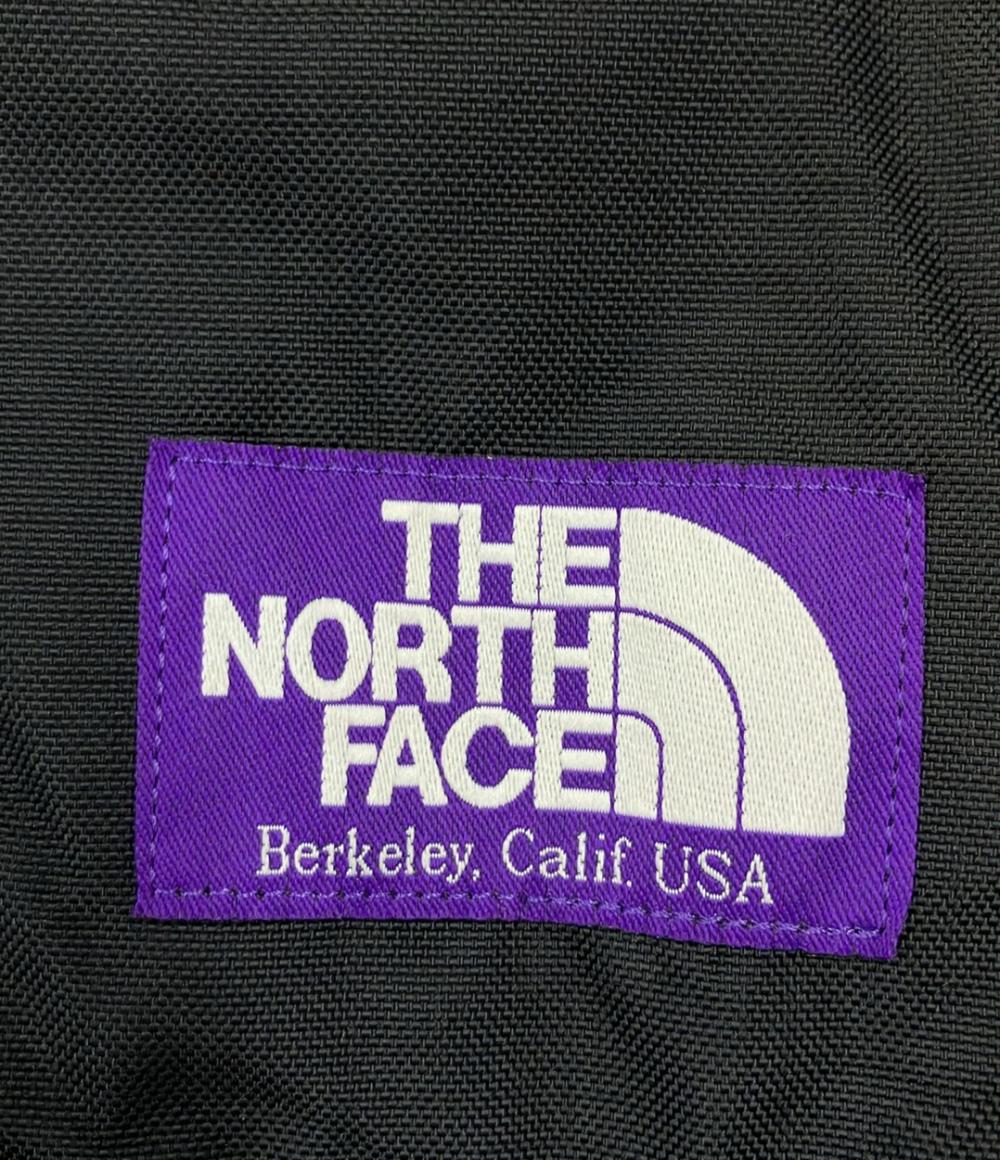 THE
NORTH
FACE
Berkeley, Calif. USA